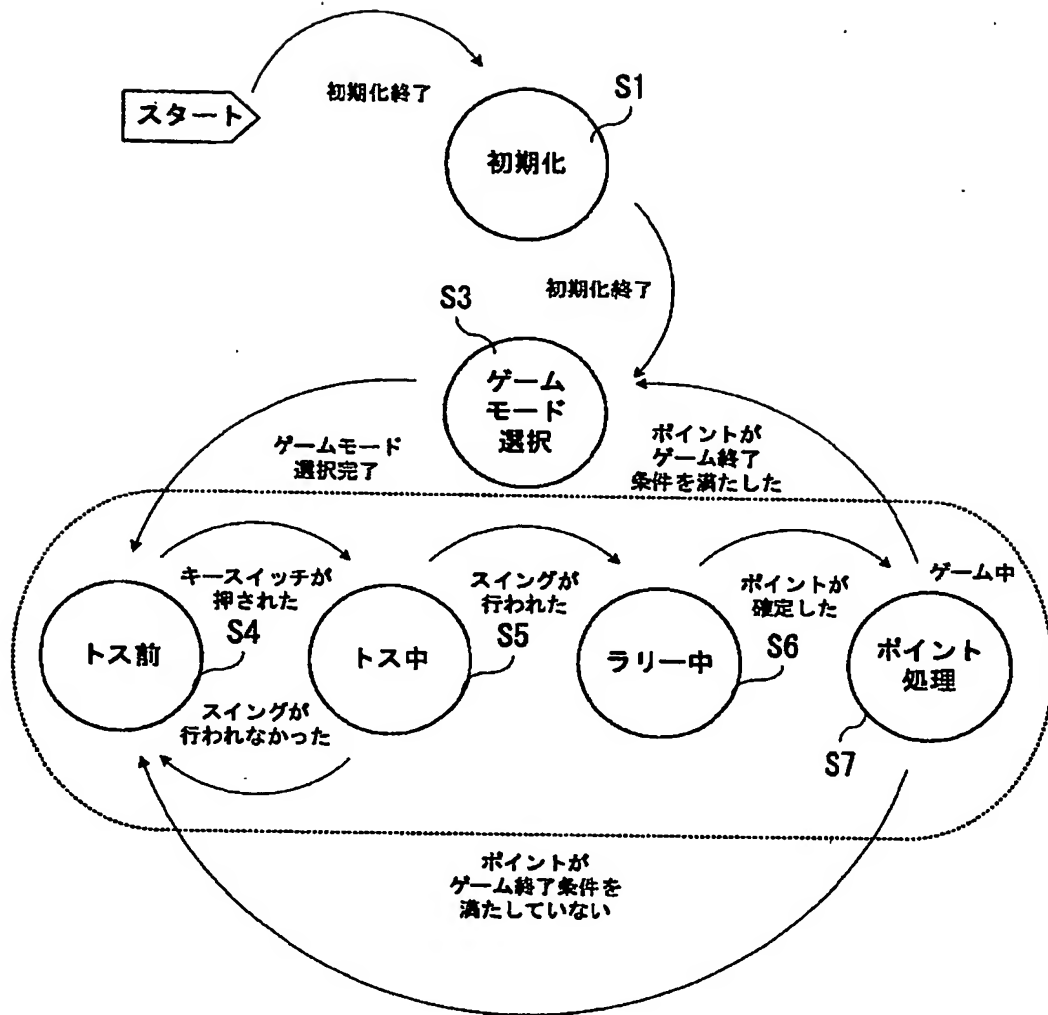 スタート
初期化終了
S1
初期化
初期化終了
S3
ゲーム
モード
選択
ゲームモード
選択完了
ポイントが
ゲーム終了
条件を満たした
キースイッチが
押された
スイングが
行われた
ポイントが
確定した
ゲーム中
トス前
S4
トス中
S5
ラリー中
S6
ポイント
処理
S7
スイングが
行われなかった
ポイントが
ゲーム終了条件を
満たしていない